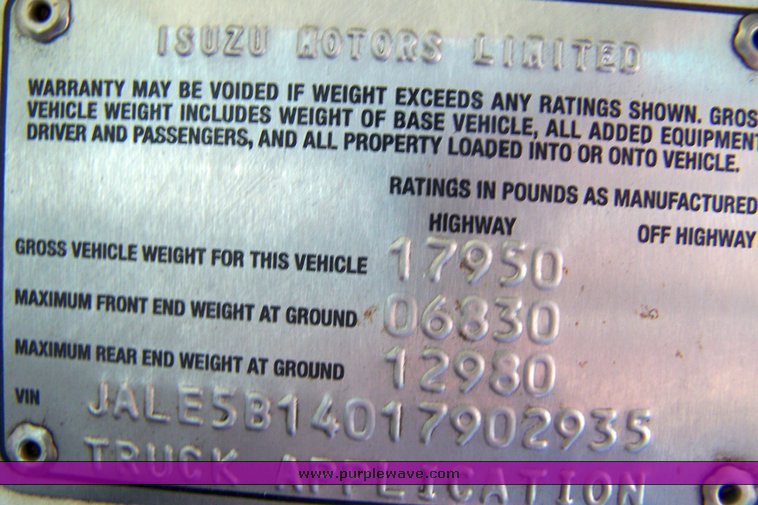 ISUZU MOTORS LIMITED
WARRANTY MAY BE VOIDED IF WEIGHT EXCEEDS ANY RATINGS SHOWN. GROS
VEHICLE WEIGHT INCLUDES WEIGHT OF BASE VEHICLE, ALL ADDED EQUIPMENT
DRIVER AND PASSENGERS, AND ALL PROPERTY LOADED INTO OR ONTO VEHICLE.
RATINGS IN POUNDS AS MANUFACTURED
HIGHWAY OFF HIGHWAY
GROSS VEHICLE WEIGHT FOR THIS VEHICLE 17950
MAXIMUM FRONT END WEIGHT AT GROUND 06830
MAXIMUM REAR END WEIGHT AT GROUND 12980
VIN JALE5B14017902935
TRUCK APPLICATION
www.purplewave.com